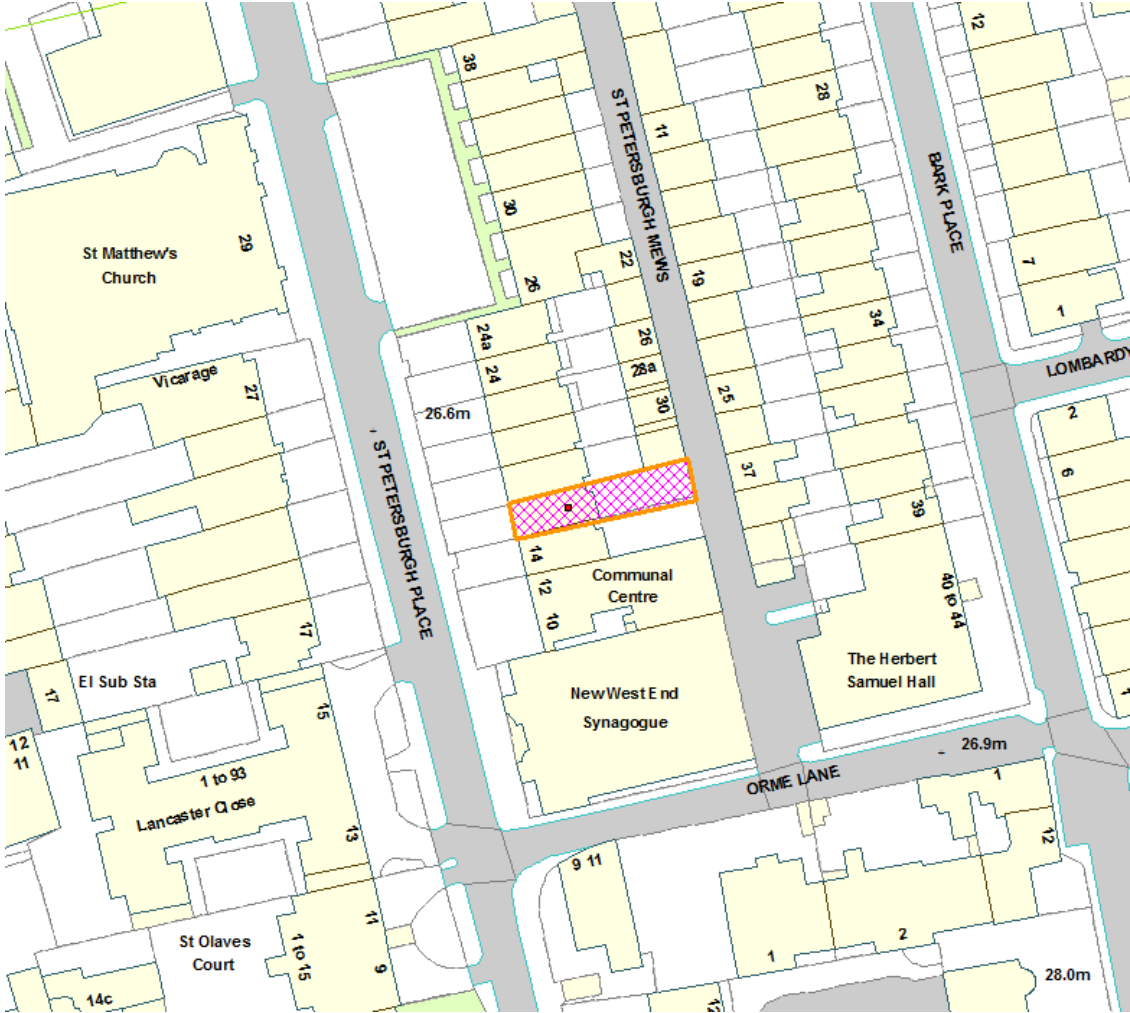 12
38
ST PETERSBURGH MEWS
28
11
BARK PLACE
29
St Matthew's
Church
30
22
19
7
26
1
24a
34
26
LOMBARDY
Vicarage
24
28a
27
25
2
26.6m
30
ST PETERSBURGH PLACE
37
6
39
14
Communal
Centre
12
40 to 44
10
17
The Herbert
Samuel Hall
El Sub Sta
17
New West End
Synagogue
15
12
11
26.9m
1 to 93
ORME LANE
1
Lancaster Close
13
12
9 11
11
St Olaves
Court
1 to 15
2
1
9
28.0m
14c
12